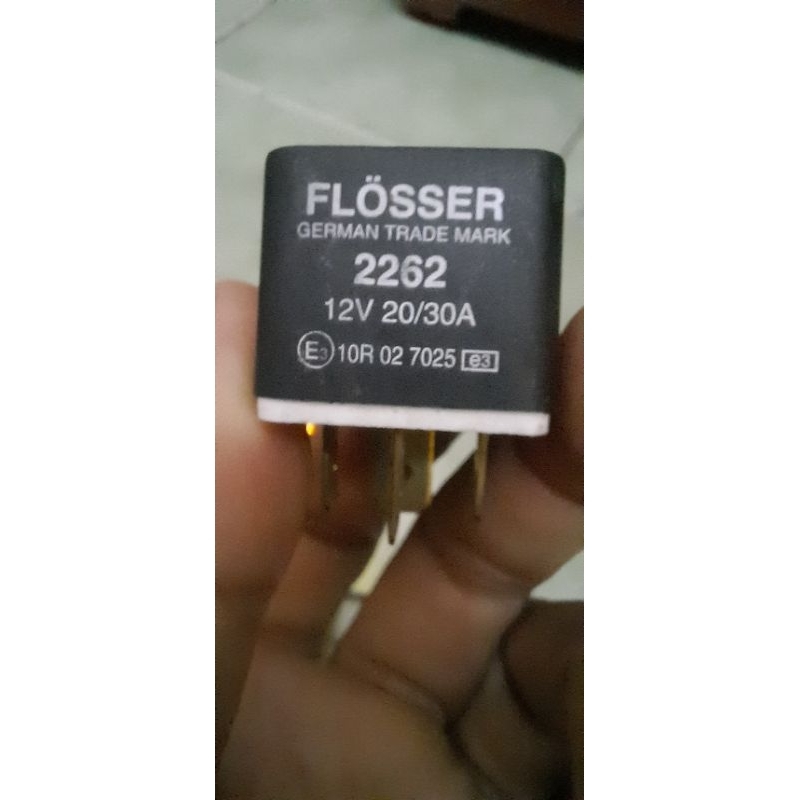 FLÖSSER
GERMAN TRADE MARK
2262
12V 20/30A
E3 10R 02 7025 e3